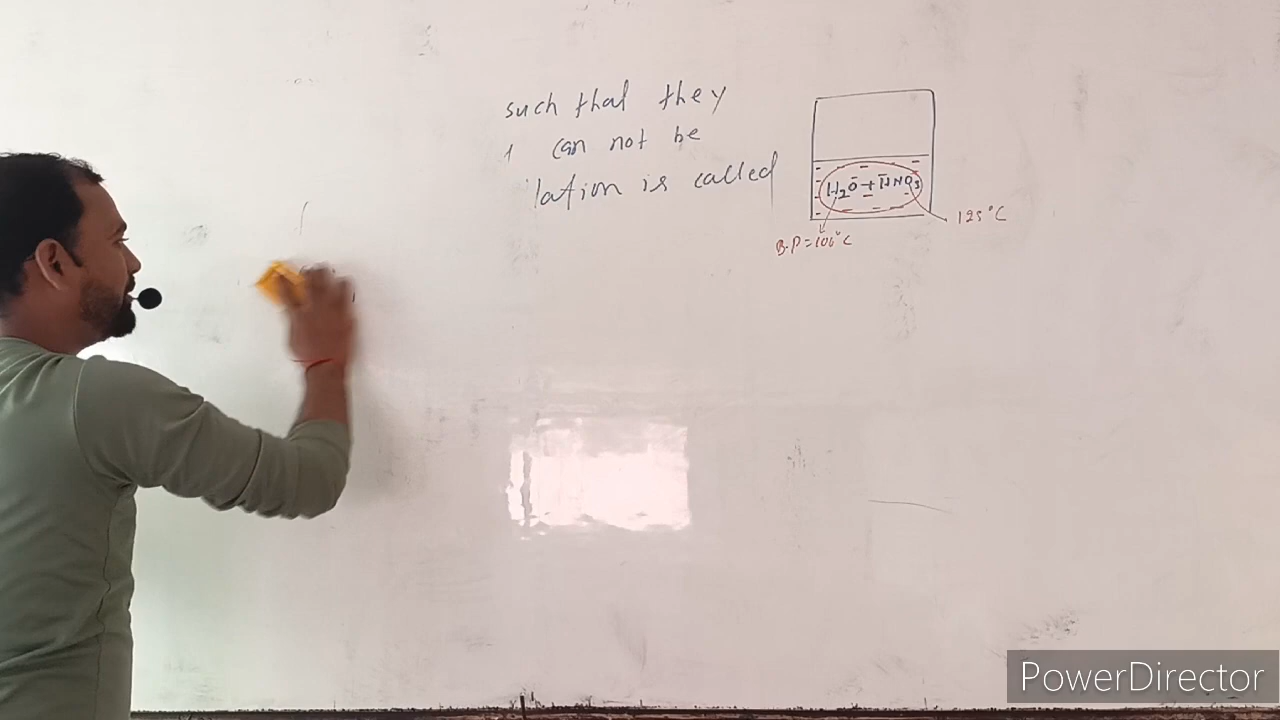 such that they
can not be
lation is called
H₂O + HNO₃
B.P = 100°C
125°C
PowerDirector